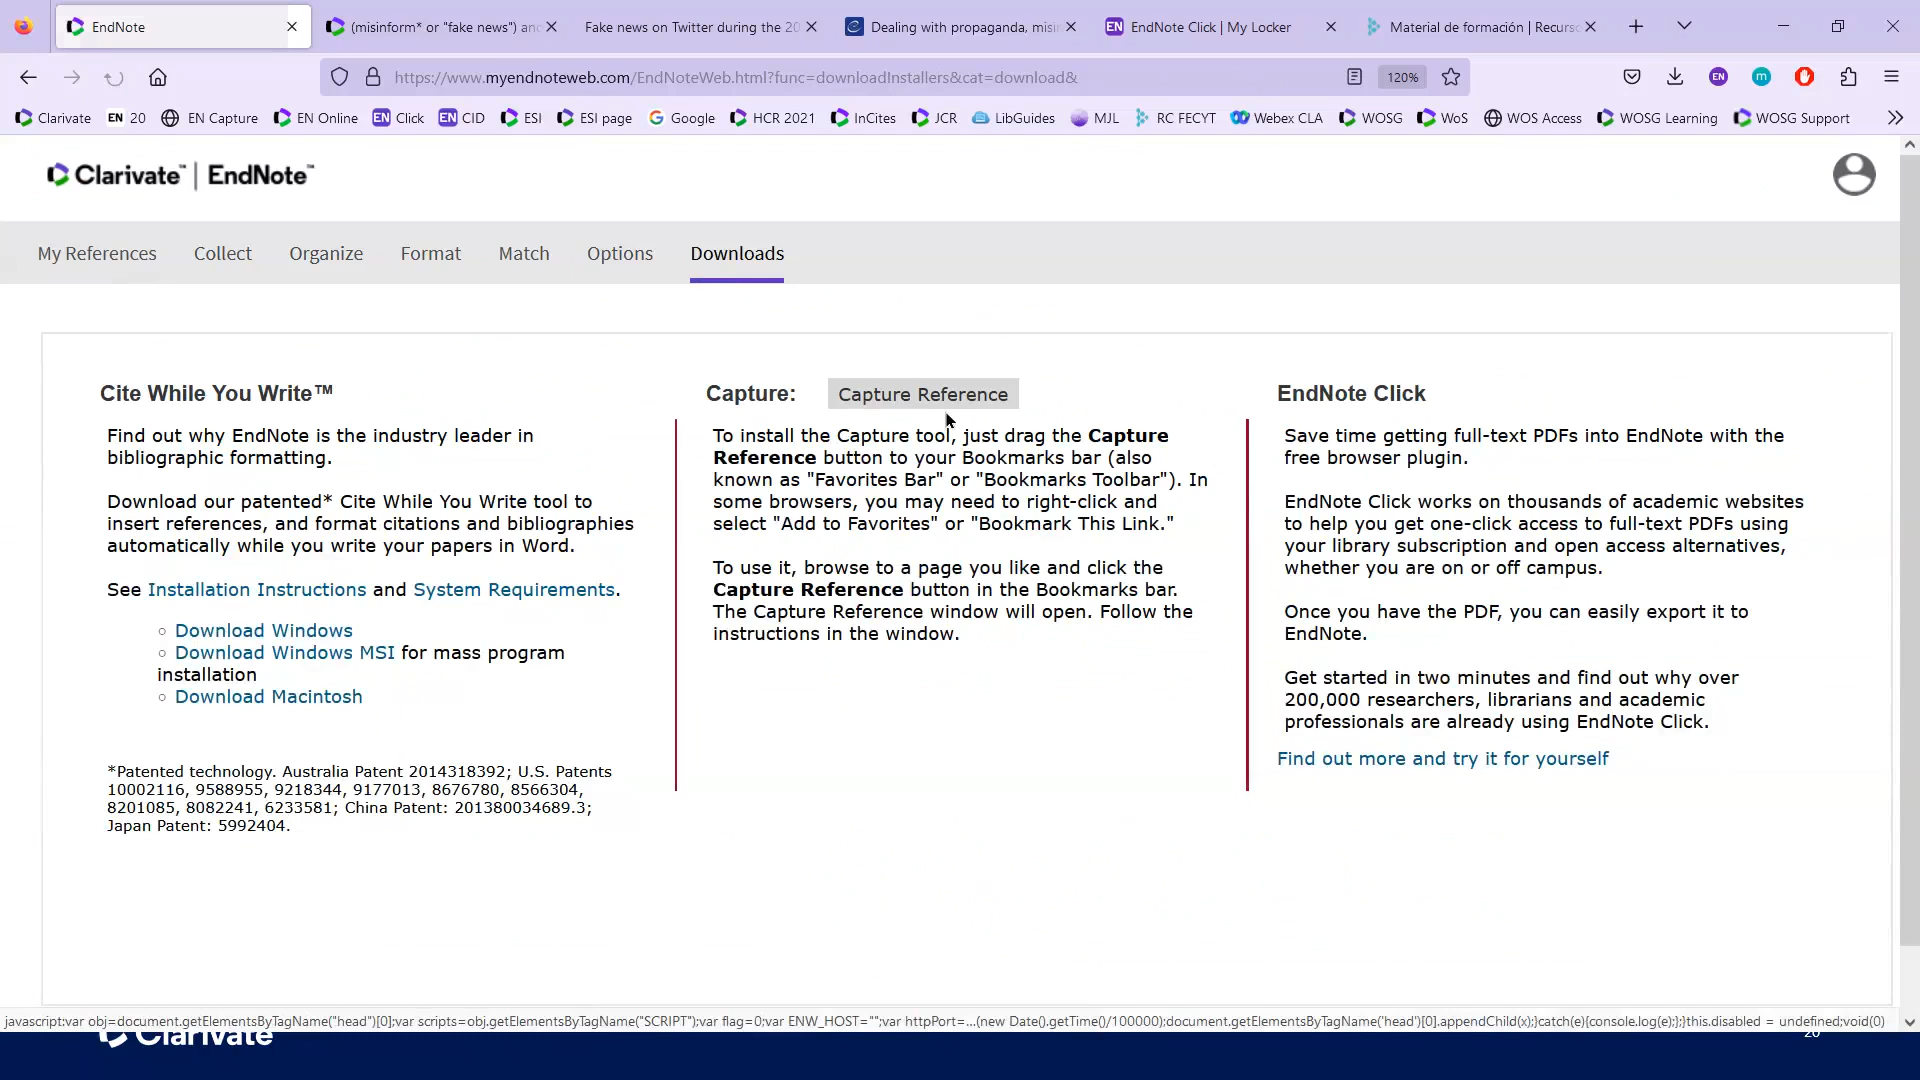 EndNote
(misinform* or "fake news") and
Fake news on Twitter during the 20
Dealing with propaganda, misi
EN EndNote Click | My Locker
Material de formación | Recurso
https://www.myendnoteweb.com/EndNoteWeb.html?func=downloadInstallers&cat=download&
120%
EN
m
Clarivate
EN 20
EN Capture
EN Online
EN Click
EN CID
ESI
ESI page
Google
HCR 2021
InCites
JCR
LibGuides
MJL
RC FECYT
Webex CLA
WOSG
WoS
WOS Access
WOSG Learning
WOSG Support
Clarivate™ | EndNote™
My References
Collect
Organize
Format
Match
Options
Downloads
Cite While You Write™
Find out why EndNote is the industry leader in
bibliographic formatting.
Download our patented* Cite While You Write tool to
insert references, and format citations and bibliographies
automatically while you write your papers in Word.
See Installation Instructions and System Requirements.
Download Windows
Download Windows MSI for mass program
installation
Download Macintosh
*Patented technology. Australia Patent 2014318392; U.S. Patents
10002116, 9588955, 9218344, 9177013, 8676780, 8566304,
8201085, 8082241, 6233581; China Patent: 201380034689.3;
Japan Patent: 5992404.
Capture: Capture Reference
To install the Capture tool, just drag the Capture
Reference button to your Bookmarks bar (also
known as "Favorites Bar" or "Bookmarks Toolbar"). In
some browsers, you may need to right-click and
select "Add to Favorites" or "Bookmark This Link."
To use it, browse to a page you like and click the
Capture Reference button in the Bookmarks bar.
The Capture Reference window will open. Follow the
instructions in the window.
EndNote Click
Save time getting full-text PDFs into EndNote with the
free browser plugin.
EndNote Click works on thousands of academic websites
to help you get one-click access to full-text PDFs using
your library subscription and open access alternatives,
whether you are on or off campus.
Once you have the PDF, you can easily export it to
EndNote.
Get started in two minutes and find out why over
200,000 researchers, librarians and academic
professionals are already using EndNote Click.
Find out more and try it for yourself
javascript:var obj=document.getElementsByTagName("head")[0];var scripts=obj.getElementsByTagName("SCRIPT");var flag=0;var ENW_HOST="";var httpPort=...(new Date().getTime()/100000);document.getElementsByTagName('head')[0].appendChild(x);}catch(e){console.log(e);};}this.disabled = undefined;void(0)
Clarivate
20